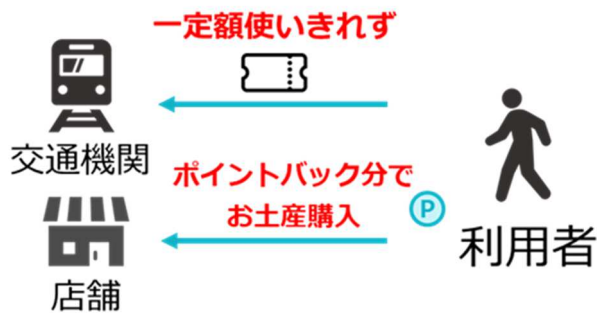 一定額使いきれず
交通機関
ポイントバック分で
お土産購入
P
利用者
店舗